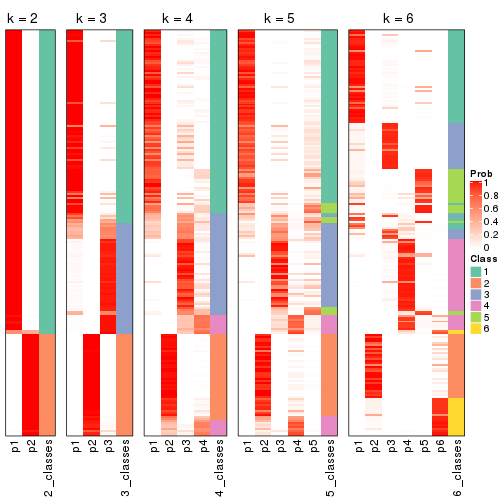 k = 2
k = 3
k = 4
k = 5
k = 6
p1
p2
2_classes
p1
p2
p3
3_classes
p1
p2
p3
p4
4_classes
p1
p2
p3
p4
p5
5_classes
p1
p2
p3
p4
p5
p6
6_classes
Prob
1
0.8
0.6
0.4
0.2
0
Class
1
2
3
4
5
6